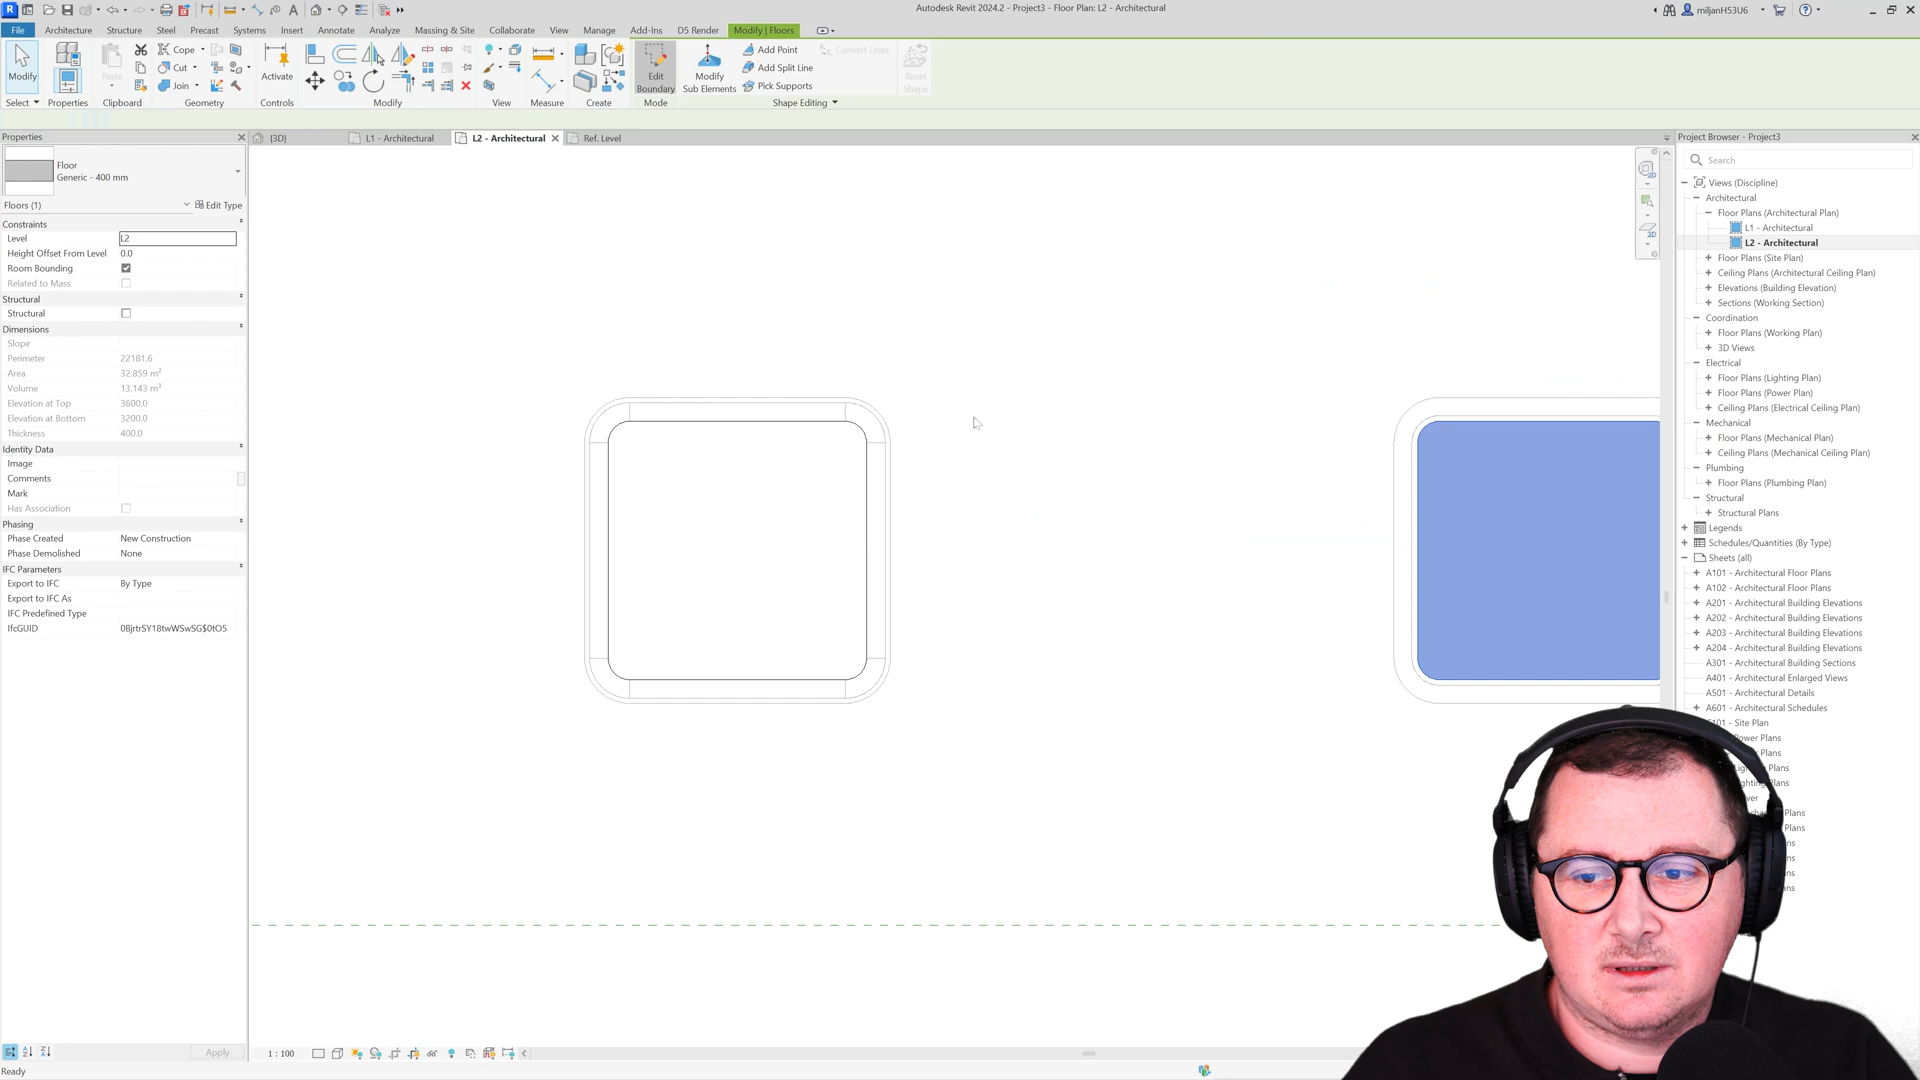 Autodesk Revit 2024.2 - Project3 - Floor Plan: L2 - Architectural
miljanH53U6
File
Architecture
Structure
Steel
Precast
Systems
Insert
Annotate
Analyze
Massing & Site
Collaborate
View
Manage
Add-Ins
D5 Render
Modify | Floors
Modify
Paste
Cope
Cut
Join
Activate
Edit
Boundary
Modify
Sub Elements
Add Point
Add Split Line
Pick Supports
Convert Lines
Reset
Shape
Select
Properties
Clipboard
Geometry
Controls
Modify
View
Measure
Create
Mode
Shape Editing
Properties
{3D}
L1 - Architectural
L2 - Architectural
Ref. Level
Project Browser - Project3
Floor
Generic - 400 mm
Floors (1)
Edit Type
Constraints
Level L2
Height Offset From Level 0.0
Room Bounding
Related to Mass
Structural
Structural
Dimensions
Slope
Perimeter 22181.6
Area 32.859 m²
Volume 13.143 m³
Elevation at Top 3600.0
Elevation at Bottom 3200.0
Thickness 400.0
Identity Data
Image
Comments
Mark
Has Association
Phasing
Phase Created New Construction
Phase Demolished None
IFC Parameters
Export to IFC By Type
Export to IFC As
IFC Predefined Type
IfcGUID 0BjrtrSY18twWSwSG$0tO5
Apply
Ready
1 : 100
Search
Views (Discipline)
Architectural
Floor Plans (Architectural Plan)
L1 - Architectural
L2 - Architectural
Floor Plans (Site Plan)
Ceiling Plans (Architectural Ceiling Plan)
Elevations (Building Elevation)
Sections (Working Section)
Coordination
Floor Plans (Working Plan)
3D Views
Electrical
Floor Plans (Lighting Plan)
Floor Plans (Power Plan)
Ceiling Plans (Electrical Ceiling Plan)
Mechanical
Floor Plans (Mechanical Plan)
Ceiling Plans (Mechanical Ceiling Plan)
Plumbing
Floor Plans (Plumbing Plan)
Structural
Structural Plans
Legends
Schedules/Quantities (By Type)
Sheets (all)
A101 - Architectural Floor Plans
A102 - Architectural Floor Plans
A201 - Architectural Building Elevations
A202 - Architectural Building Elevations
A203 - Architectural Building Elevations
A204 - Architectural Building Elevations
A301 - Architectural Building Sections
A401 - Architectural Enlarged Views
A501 - Architectural Details
A601 - Architectural Schedules
101 - Site Plan
Power Plans
Plans
Plans
Plans
Plans
Plans